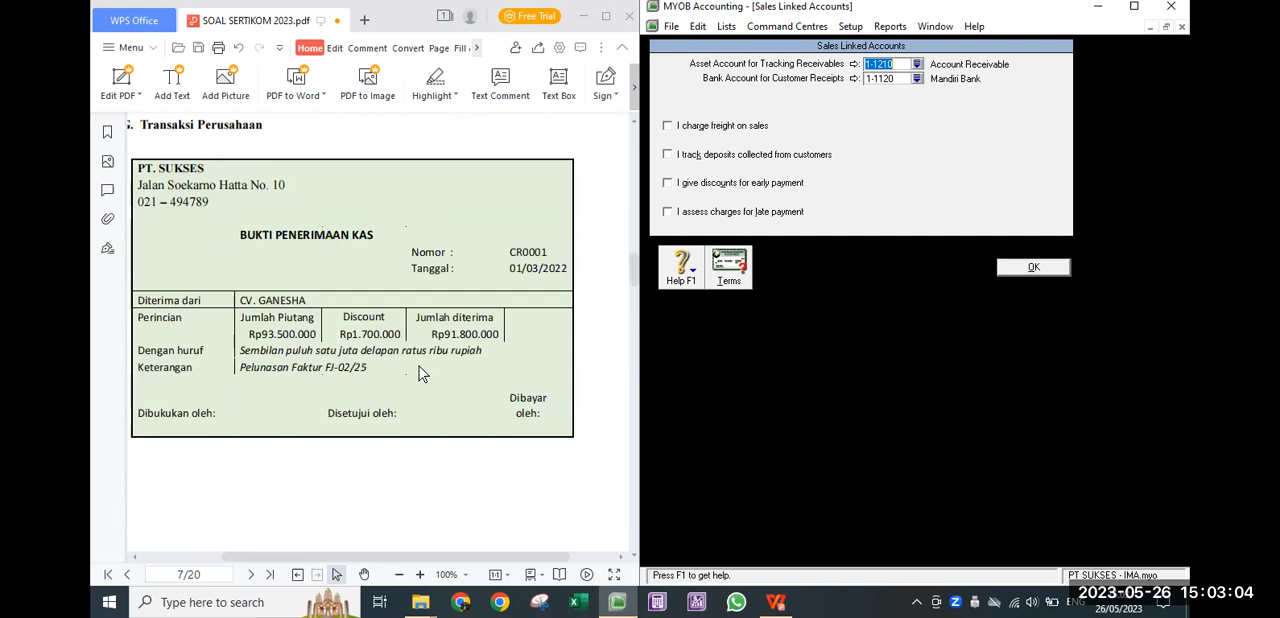 WPS Office
SOAL SERTIKOM 2023.pdf
Free Trial
Menu
Home Edit Comment Convert Page Fill
Edit PDF
Add Text
Add Picture
PDF to Word
PDF to Image
Highlight
Text Comment
Text Box
Sign
G. Transaksi Perusahaan
PT. SUKSES
Jalan Soekarno Hatta No. 10
021 – 494789
BUKTI PENERIMAAN KAS
Nomor : CR0001
Tanggal : 01/03/2022
Diterima dari CV. GANESHA
Perincian Jumlah Piutang Discount Jumlah diterima
Rp93.500.000 Rp1.700.000 Rp91.800.000
Dengan huruf Sembilan puluh satu juta delapan ratus ribu rupiah
Keterangan Pelunasan Faktur FJ-02/25
Dibukukan oleh: Disetujui oleh: Dibayar oleh:
7/20
100%
MYOB Accounting - [Sales Linked Accounts]
File Edit Lists Command Centres Setup Reports Window Help
Sales Linked Accounts
Asset Account for Tracking Receivables 1-1210 Account Receivable
Bank Account for Customer Receipts 1-1120 Mandiri Bank
I charge freight on sales
I track deposits collected from customers
I give discounts for early payment
I assess charges for late payment
Help F1
Terms
OK
Press F1 to get help.
PT SUKSES - IMA.myo
Type here to search
ENG
2023-05-26 15:03:04
26/05/2023